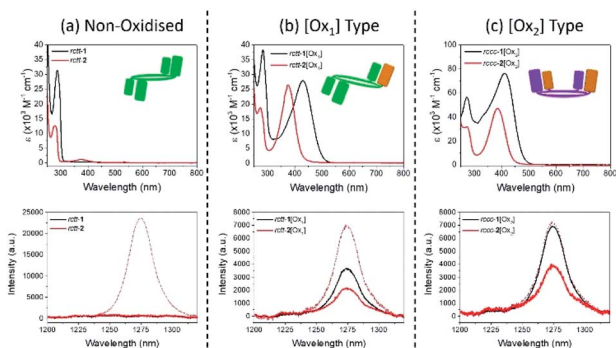 (a) Non-Oxidised
(b) [Ox₁] Type
(c) [Ox₂] Type
ε (x10³ M⁻¹ cm⁻¹)
40
35
30
25
20
15
10
5
0
rctt-1
rctt-2
300 400 500 600 700 800
Wavelength (nm)
ε (x10³ M⁻¹ cm⁻¹)
40
35
30
25
20
15
10
5
0
rctt-1[Ox₁]
rctt-2[Ox₁]
300 400 500 600 700 800
Wavelength (nm)
ε (x10³ M⁻¹ cm⁻¹)
100
80
60
40
20
0
rccc-1[Ox₂]
rccc-2[Ox₂]
300 400 500 600 700 800
Wavelength (nm)
Intensity (a.u.)
25000
20000
15000
10000
5000
0
rctt-1
rctt-2
1200 1225 1250 1275 1300
Wavelength (nm)
Intensity (a.u.)
8000
7000
6000
5000
4000
3000
2000
1000
0
rctt-1[Ox₁]
rctt-2[Ox₁]
1200 1225 1250 1275 1300
Wavelength (nm)
Intensity (a.u.)
8000
7000
6000
5000
4000
3000
2000
1000
0
rccc-1[Ox₂]
rccc-2[Ox₂]
1200 1225 1250 1275 1300
Wavelength (nm)